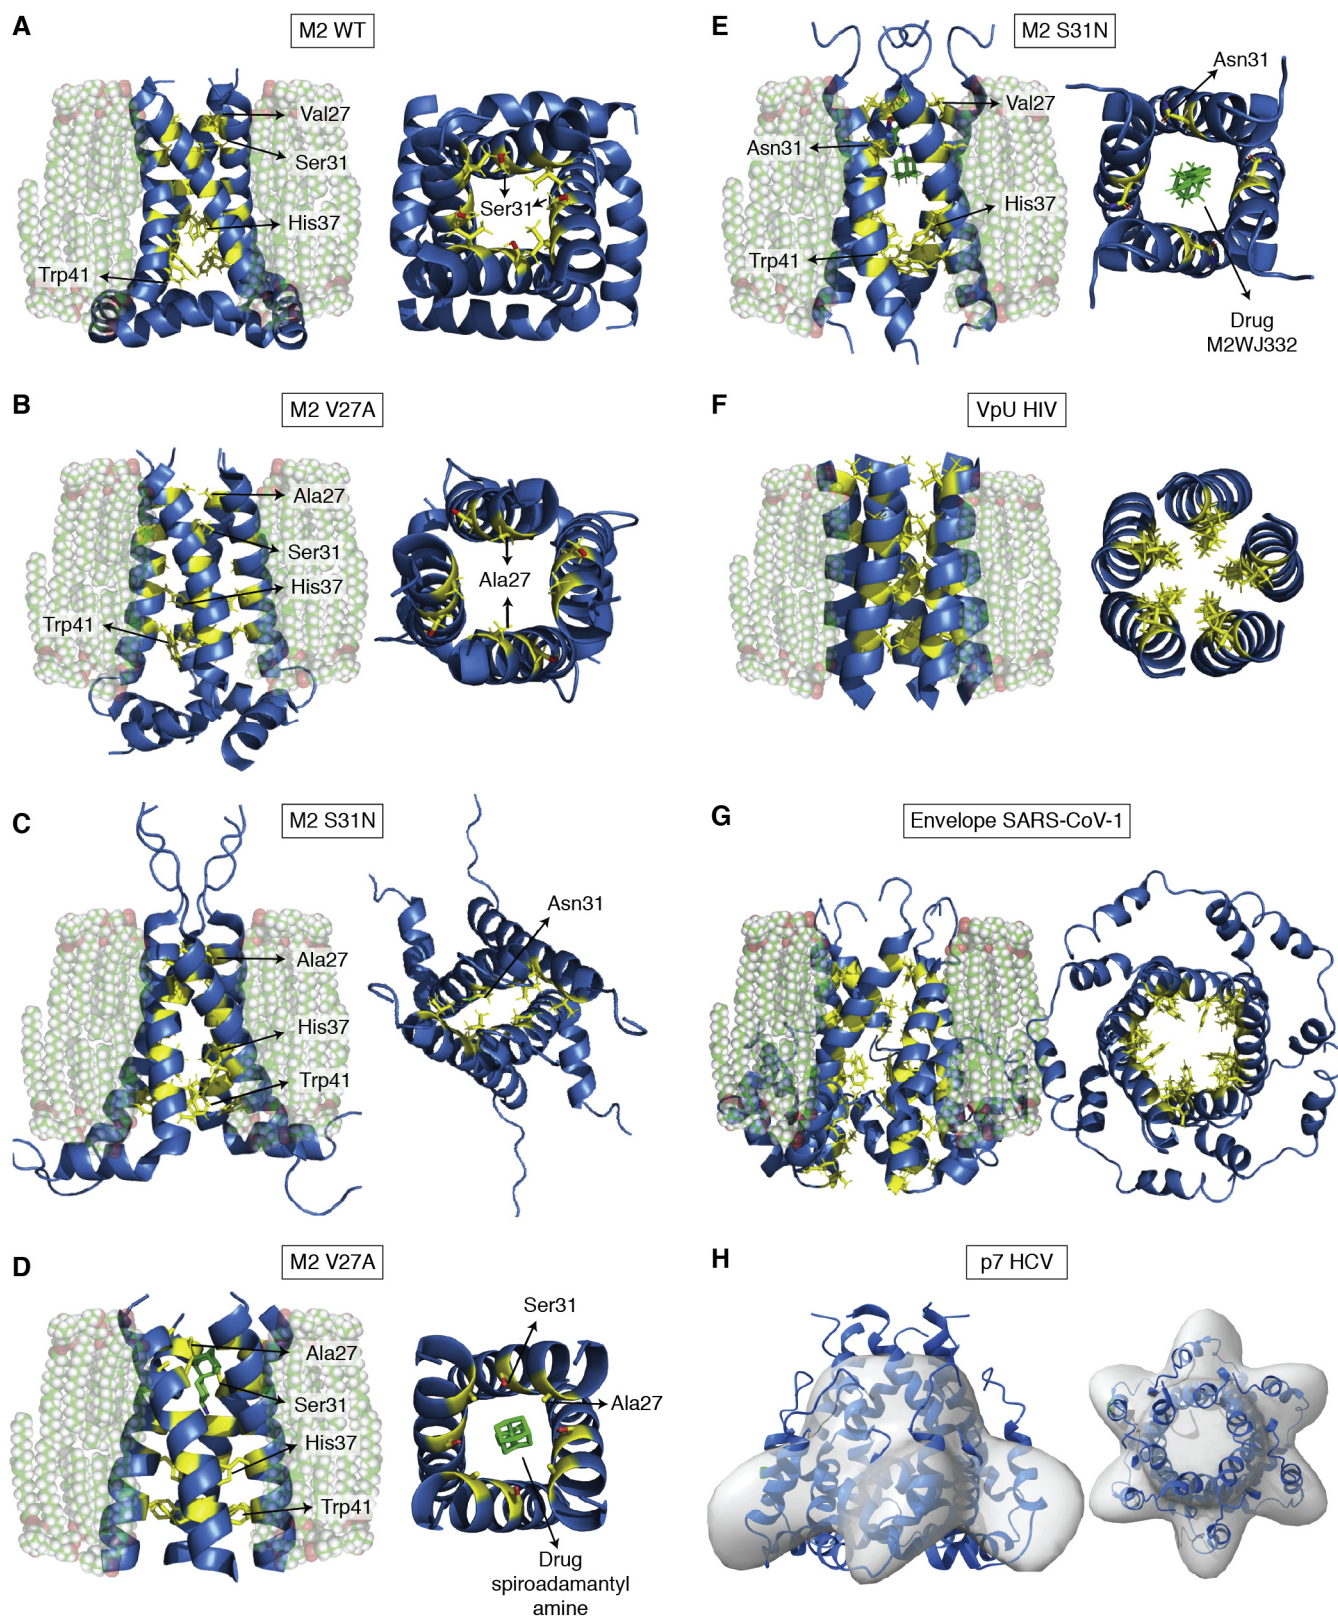 A
M2 WT
Val27
Ser31
His37
Trp41
Ser31
B
M2 V27A
Ala27
Ser31
His37
Trp41
Ala27
C
M2 S31N
Ala27
His37
Trp41
Asn31
D
M2 V27A
Ala27
Ser31
His37
Trp41
Ser31
Ala27
Drug
spiroadamantyl
amine
E
M2 S31N
Val27
Asn31
His37
Trp41
Asn31
Drug
M2WJ332
F
VpU HIV
G
Envelope SARS-CoV-1
H
p7 HCV